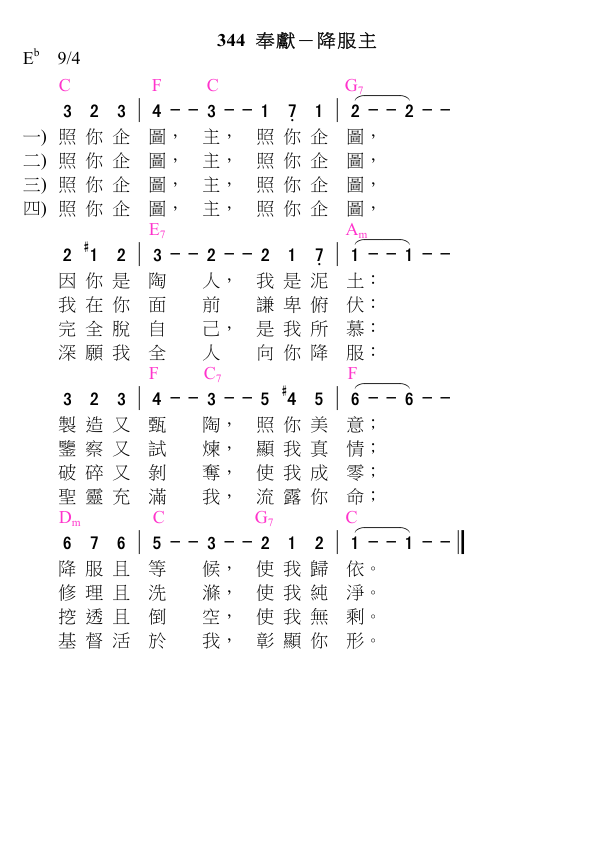 344 奉獻－降服主
E♭ 9/4
C F C G7
3 2 3 | 4 - - 3 - - 1 7̣ 1 | 2 - - 2 - -
一) 照你企 圖， 主， 照你企 圖，
二) 照你企 圖， 主， 照你企 圖，
三) 照你企 圖， 主， 照你企 圖，
四) 照你企 圖， 主， 照你企 圖，
E7 Am
2 #1 2 | 3 - - 2 - - 2 1 7̣ | 1 - - 1 - -
因你是 陶 人， 我是泥 土：
我在你 面 前 謙卑俯 伏：
完全脫 自 己， 是我所 慕：
深願我 全 人 向你降 服：
F C7 F
3 2 3 | 4 - - 3 - - 5 #4 5 | 6 - - 6 - -
製造又 甄 陶， 照你美 意；
鑒察又 試 煉， 顯我真 情；
破碎又 剝 奪， 使我成 零；
聖靈充 滿 我， 流露你 命；
Dm C G7 C
6 7 6 | 5 - - 3 - - 2 1 2 | 1 - - 1 - - ‖
降服且 等 候， 使我歸 依。
修理且 洗 滌， 使我純 淨。
挖透且 倒 空， 使我無 剩。
基督活 於 我， 彰顯你 形。